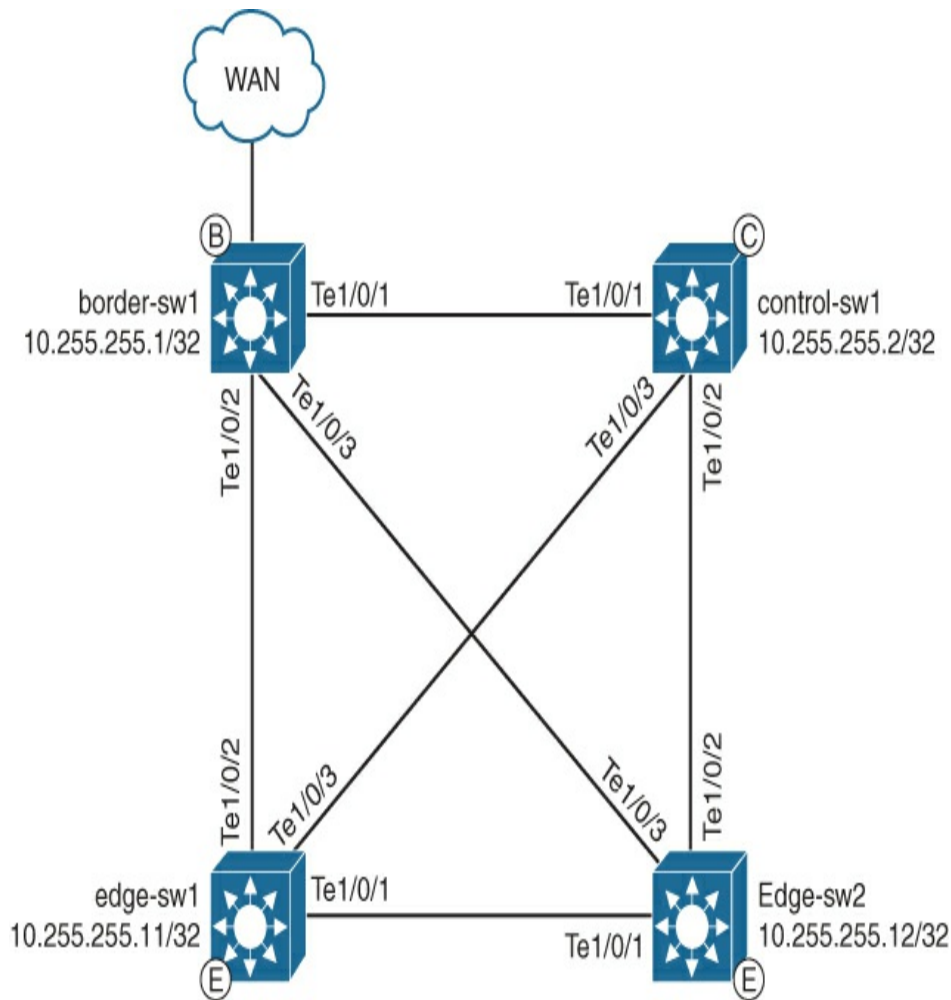 WAN
B
C
border-sw1
10.255.255.1/32
Te1/0/1
Te1/0/1
control-sw1
10.255.255.2/32
Te1/0/2
Te1/0/3
Te1/0/3
Te1/0/2
Te1/0/2
Te1/0/3
Te1/0/3
Te1/0/2
edge-sw1
10.255.255.11/32
Te1/0/1
Te1/0/1
Edge-sw2
10.255.255.12/32
E
E